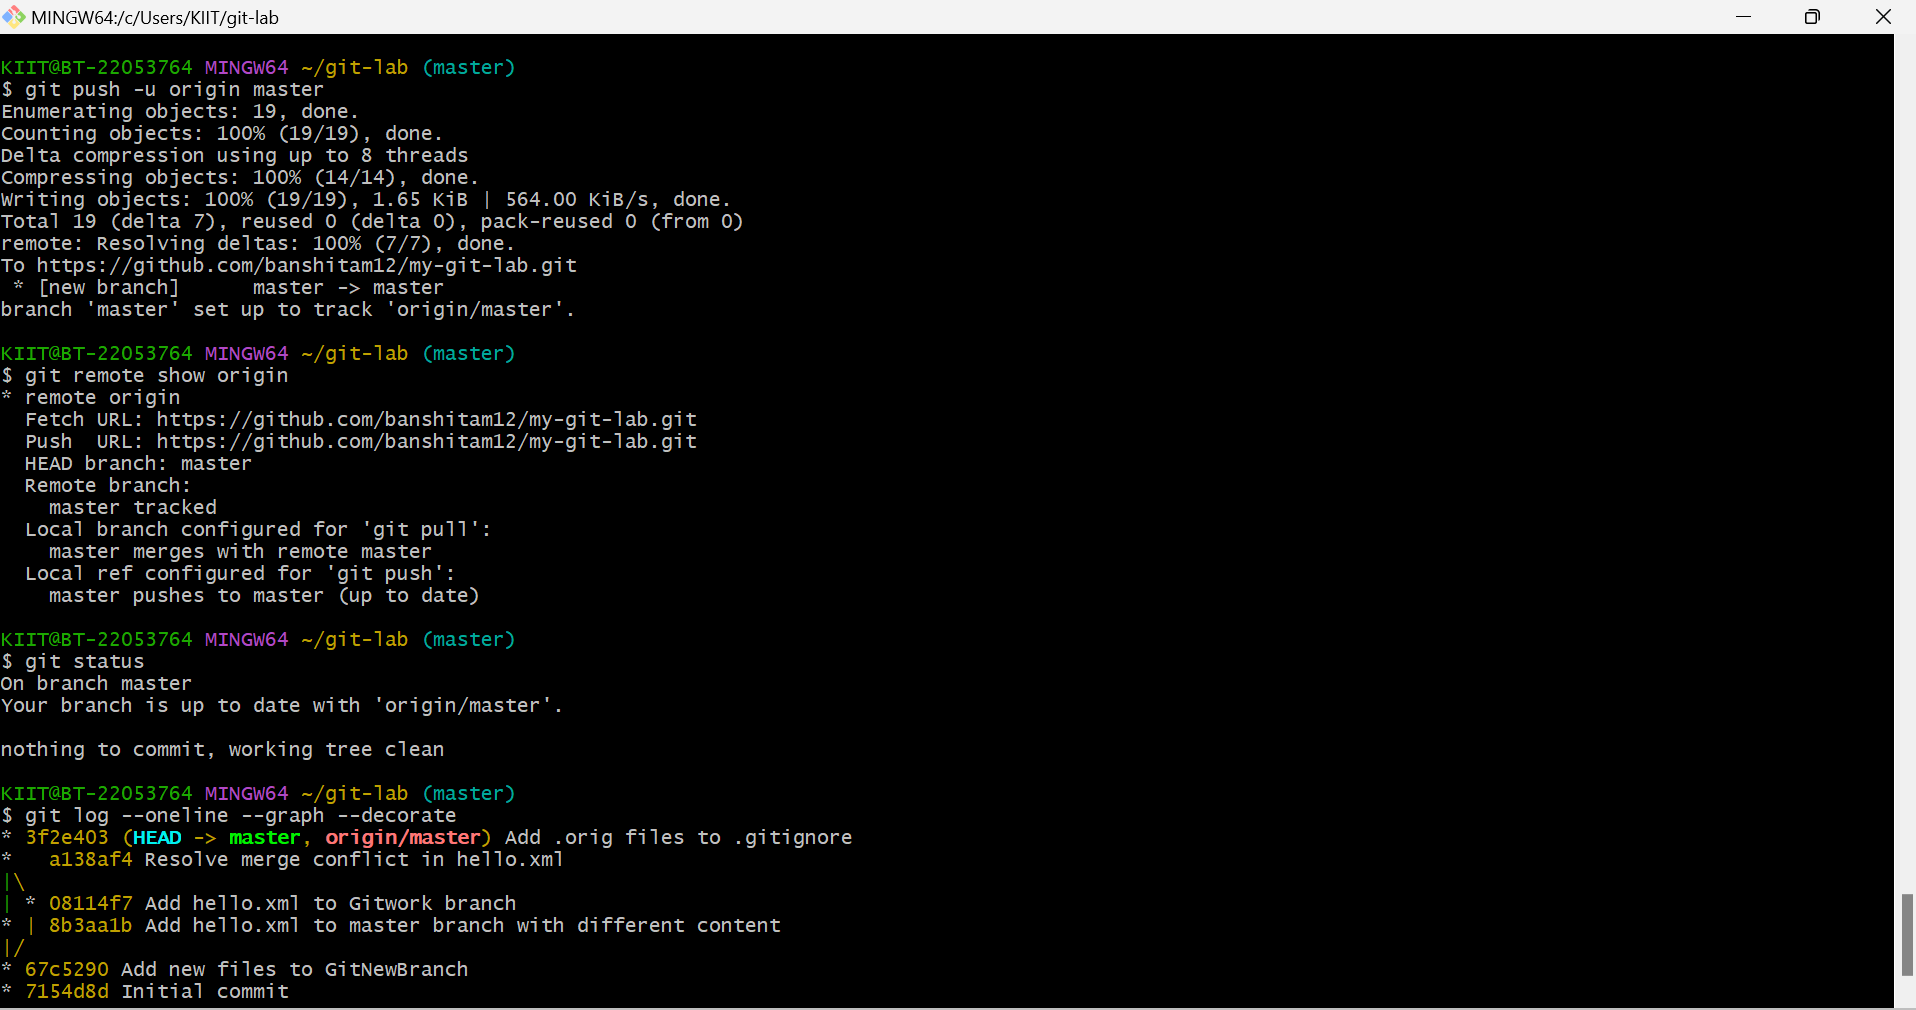 MINGW64:/c/Users/KIIT/git-lab
KIIT@BT-22053764 MINGW64 ~/git-lab (master)
$ git push -u origin master
Enumerating objects: 19, done.
Counting objects: 100% (19/19), done.
Delta compression using up to 8 threads
Compressing objects: 100% (14/14), done.
Writing objects: 100% (19/19), 1.65 KiB | 564.00 KiB/s, done.
Total 19 (delta 7), reused 0 (delta 0), pack-reused 0 (from 0)
remote: Resolving deltas: 100% (7/7), done.
To https://github.com/banshitam12/my-git-lab.git
 * [new branch]      master -> master
branch 'master' set up to track 'origin/master'.
KIIT@BT-22053764 MINGW64 ~/git-lab (master)
$ git remote show origin
* remote origin
  Fetch URL: https://github.com/banshitam12/my-git-lab.git
  Push  URL: https://github.com/banshitam12/my-git-lab.git
  HEAD branch: master
  Remote branch:
    master tracked
  Local branch configured for 'git pull':
    master merges with remote master
  Local ref configured for 'git push':
    master pushes to master (up to date)
KIIT@BT-22053764 MINGW64 ~/git-lab (master)
$ git status
On branch master
Your branch is up to date with 'origin/master'.
nothing to commit, working tree clean
KIIT@BT-22053764 MINGW64 ~/git-lab (master)
$ git log --oneline --graph --decorate
* 3f2e403 (HEAD -> master, origin/master) Add .orig files to .gitignore
*   a138af4 Resolve merge conflict in hello.xml
|\
| * 08114f7 Add hello.xml to Gitwork branch
* | 8b3aa1b Add hello.xml to master branch with different content
|/
* 67c5290 Add new files to GitNewBranch
* 7154d8d Initial commit